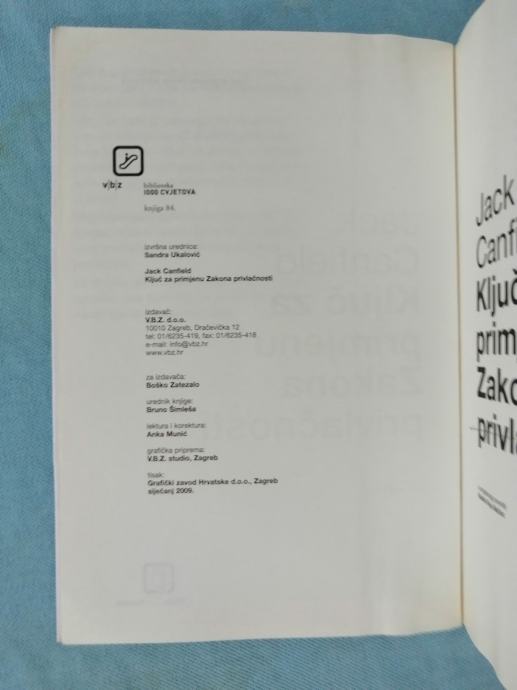 v|b|z
biblioteka
1000 CVJETOVA
knjiga 84.
izvršna urednica:
Sandra Ukalović
Jack Canfield
Ključ za primjenu Zakona privlačnosti
izdavač:
V.B.Z. d.o.o.
10010 Zagreb, Dračevička 12
tel: 01/6235-419, fax: 01/6235-418
e-mail: info@vbz.hr
www.vbz.hr
za izdavača:
Boško Zatezalo
urednik knjige:
Bruno Šimleša
lektura i korektura:
Anka Munić
grafička priprema:
V.B.Z. studio, Zagreb
tisak:
Grafički zavod Hrvatske d.o.o., Zagreb
siječanj 2009.
Jack
Canfie
Ključ
prim
Zako
privla